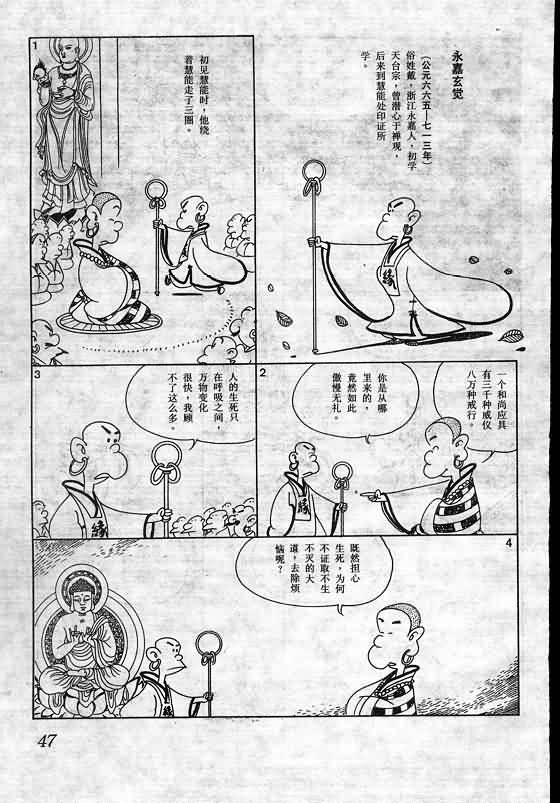 永嘉玄觉
(公元六六五—七一三年)
俗姓戴，浙江永嘉人，初学
天台宗，曾潜心于禅观，
后来到慧能处印证所
学。
1
初见慧能时，他绕
着慧能走了三圈。
2
一个和尚应具
有三千种威仪
八万种戒行。
你是从哪
里来的，
竟然如此
傲慢无礼。
緣
3
人的生死只
在呼吸之间，
万物变化
很快，我顾
不了这么多。
緣
4
既然担心
生死，为何
不证取不生
不灭的大
道，去除烦
恼呢？
緣
47